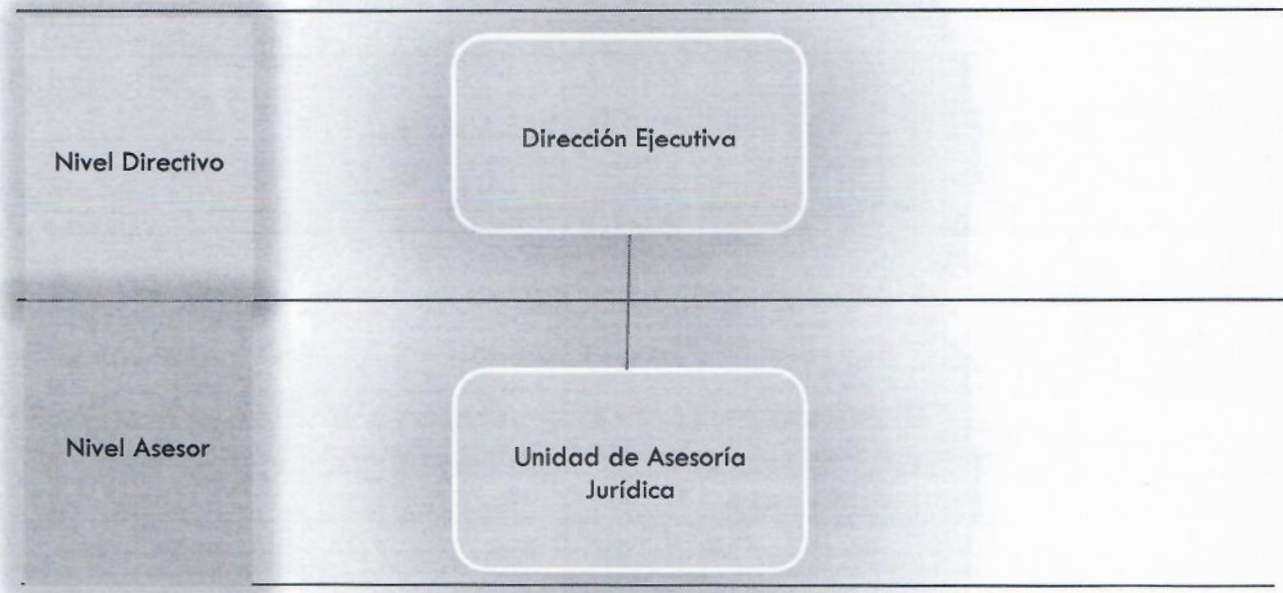 Nivel Directivo
Dirección Ejecutiva
Nivel Asesor
Unidad de Asesoría
Jurídica